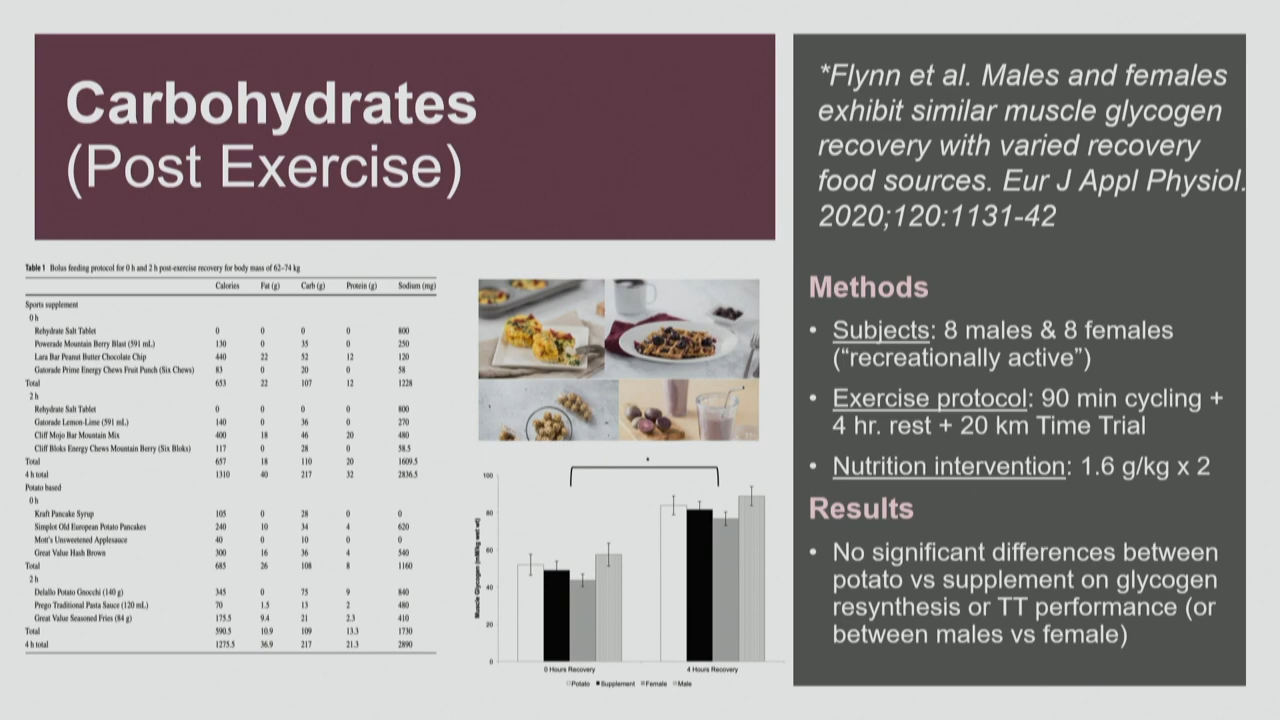 Carbohydrates
(Post Exercise)
*Flynn et al. Males and females
exhibit similar muscle glycogen
recovery with varied recovery
food sources. Eur J Appl Physiol.
2020;120:1131-42
Methods
• Subjects: 8 males & 8 females
("recreationally active")
• Exercise protocol: 90 min cycling +
4 hr. rest + 20 km Time Trial
• Nutrition intervention: 1.6 g/kg x 2
Results
• No significant differences between
potato vs supplement on glycogen
resynthesis or TT performance (or
between males vs female)
Table 1 Bolus feeding protocol for 0 h and 2 h post-exercise recovery for body mass of 62–74 kg
Calories Fat (g) Carb (g) Protein (g) Sodium (mg)
Sports supplement
0 h
Rehydrate Salt Tablet 0 0 0 0 800
Powerade Mountain Berry Blast (591 mL) 130 0 35 0 250
Lara Bar Peanut Butter Chocolate Chip 440 22 52 12 120
Gatorade Prime Energy Chews Fruit Punch (Six Chews) 83 0 20 0 58
Total 653 22 107 12 1228
2 h
Rehydrate Salt Tablet 0 0 0 0 800
Gatorade Lemon-Lime (591 mL) 140 0 36 0 270
Cliff Mojo Bar Mountain Mix 400 18 46 20 480
Cliff Bloks Energy Chews Mountain Berry (Six Bloks) 117 0 28 0 58.5
Total 657 18 110 20 1609.5
4 h total 1310 40 217 32 2836.5
Potato based
0 h
Kraft Pancake Syrup 105 0 28 0 0
Simplot Old European Potato Pancakes 240 10 34 4 620
Mott's Unsweetened Applesauce 40 0 10 0 0
Great Value Hash Brown 300 16 36 4 540
Total 685 26 108 8 1160
2 h
Delallo Potato Gnocchi (140 g) 345 0 75 9 840
Prego Traditional Pasta Sauce (120 mL) 70 1.5 13 2 480
Great Value Seasoned Fries (84 g) 175.5 9.4 21 2.3 410
Total 590.5 10.9 109 13.3 1730
4 h total 1275.5 36.9 217 21.3 2890
*
Muscle Glycogen (mM/kg wet wt)
100
80
60
40
20
0
0 Hours Recovery 4 Hours Recovery
Potato Supplement Female Male